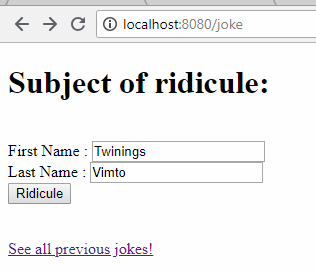 localhost:8080/joke
Subject of ridicule:
First Name : Twinings
Last Name : Vimto
Ridicule
See all previous jokes!